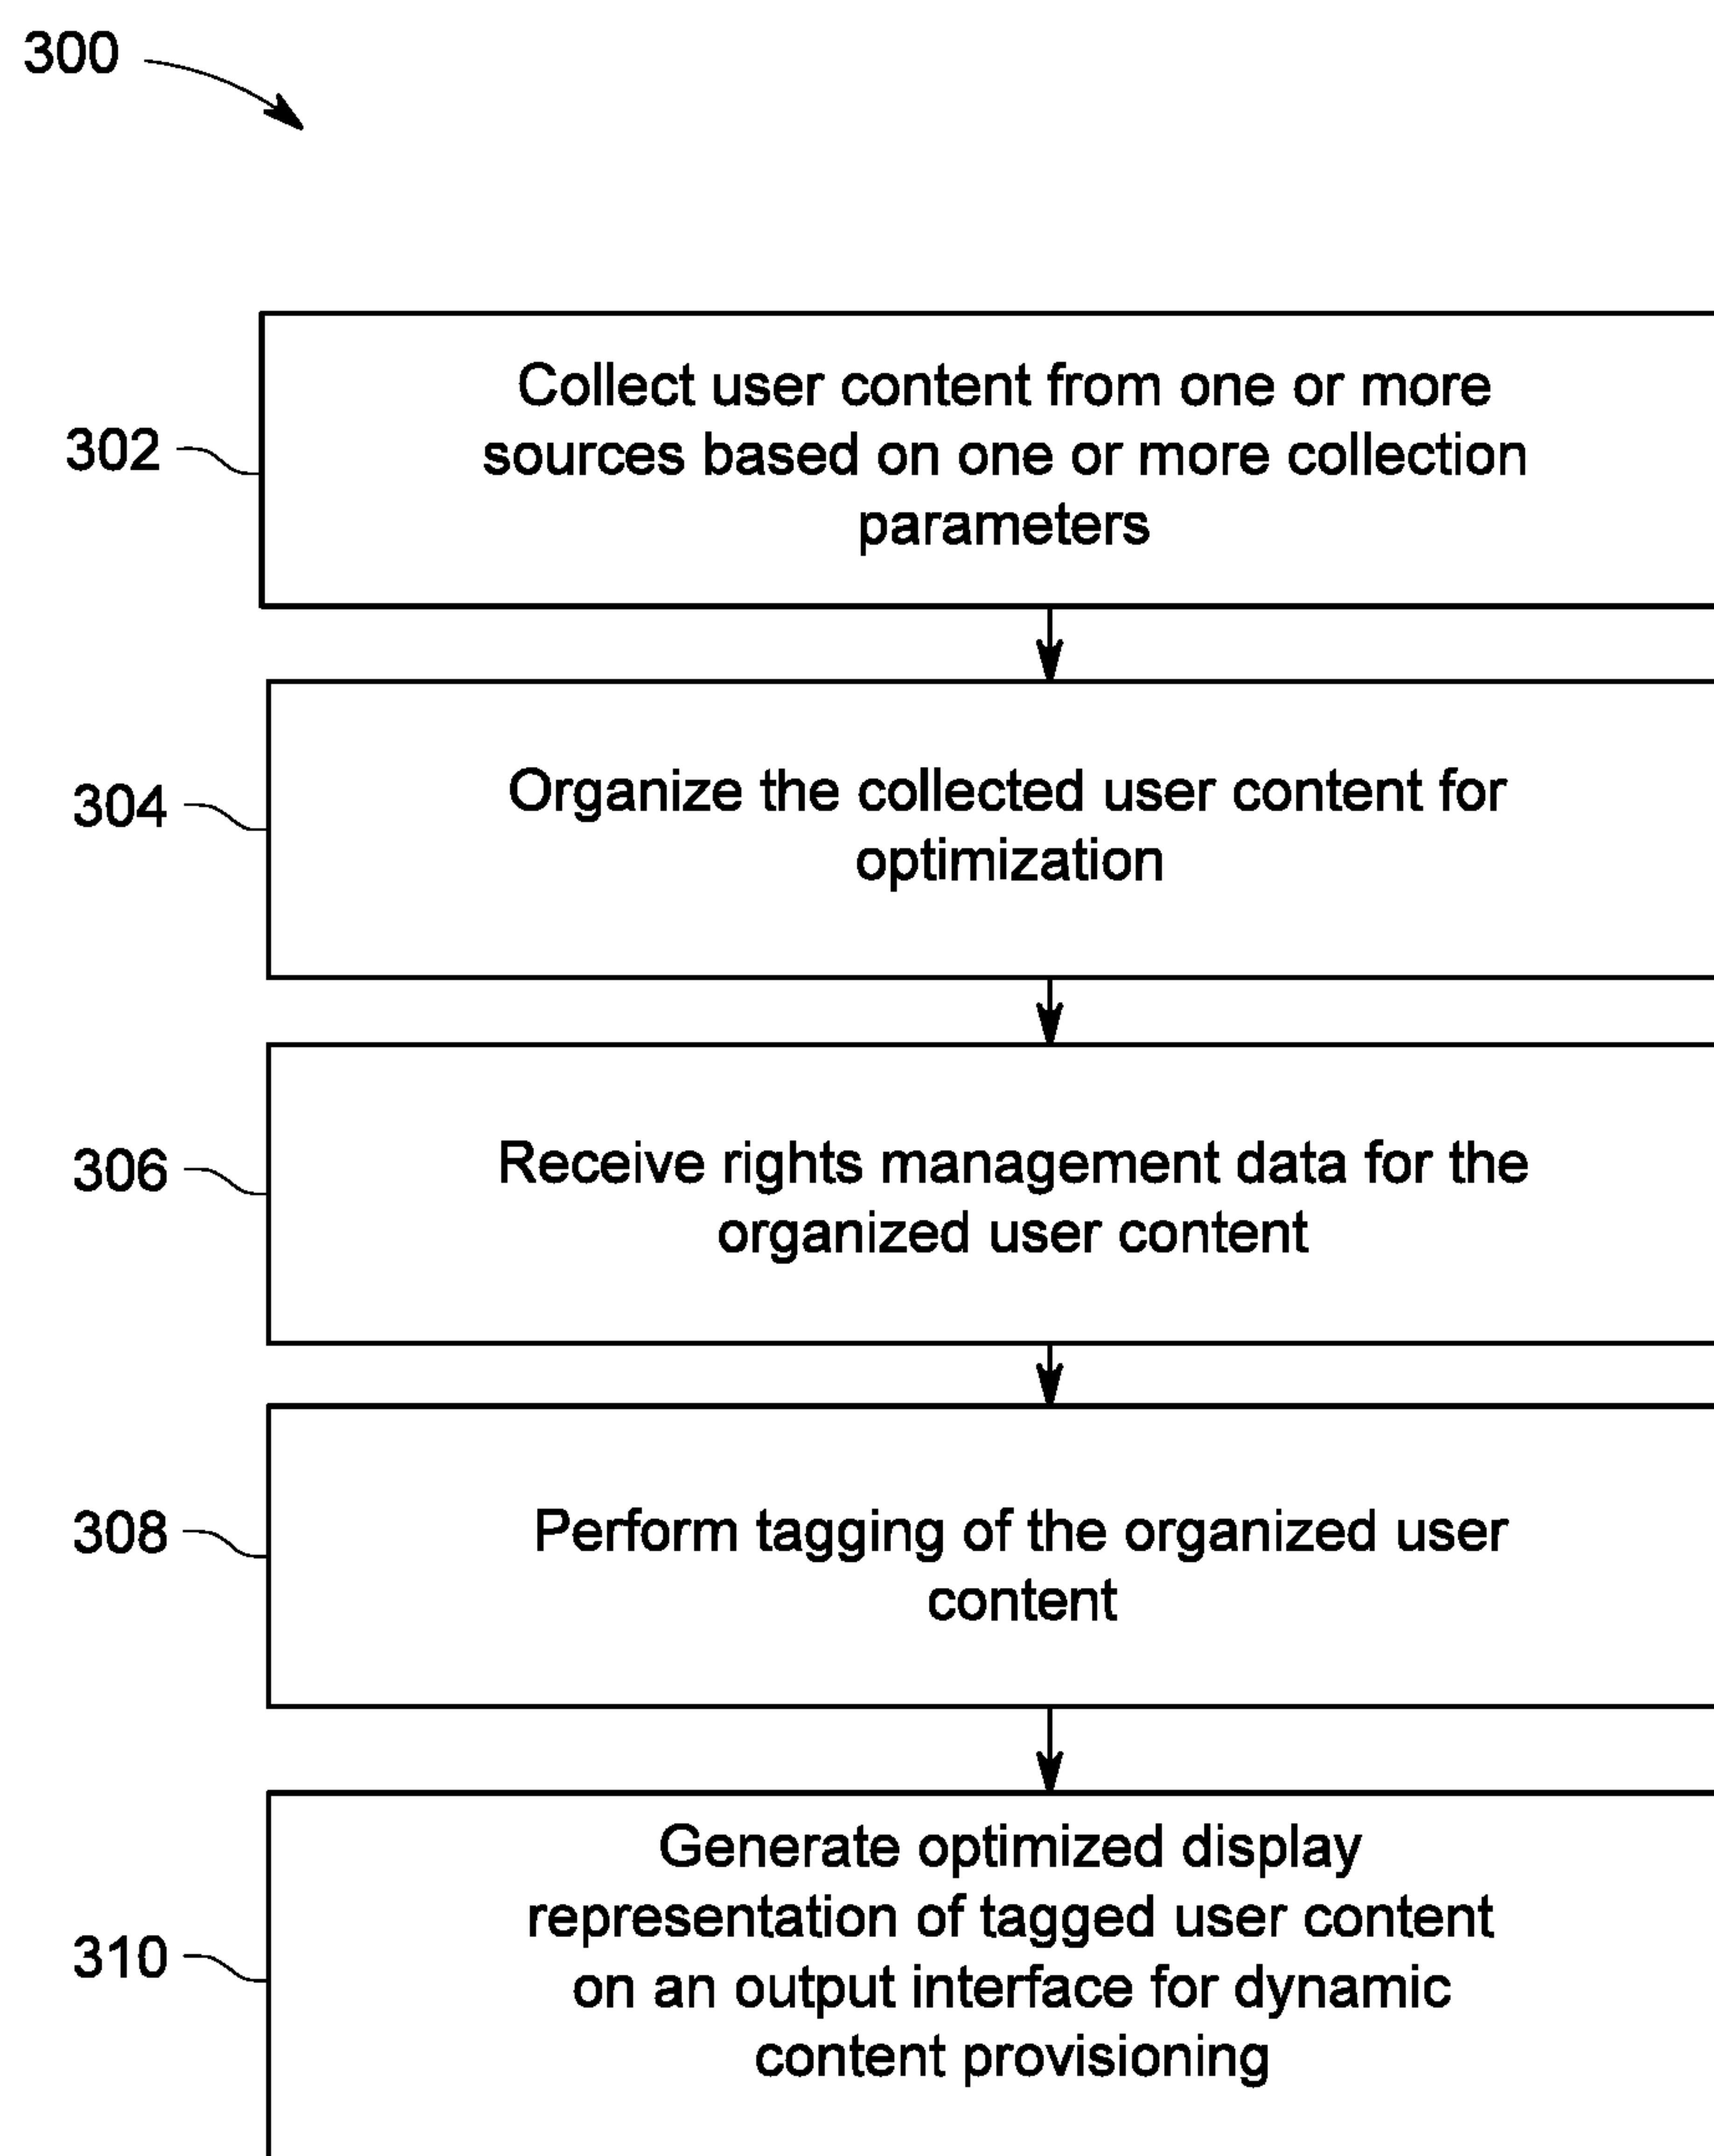 300
302
Collect user content from one or more
sources based on one or more collection
parameters
304
Organize the collected user content for
optimization
306
Receive rights management data for the
organized user content
308
Perform tagging of the organized user
content
310
Generate optimized display
representation of tagged user content
on an output interface for dynamic
content provisioning